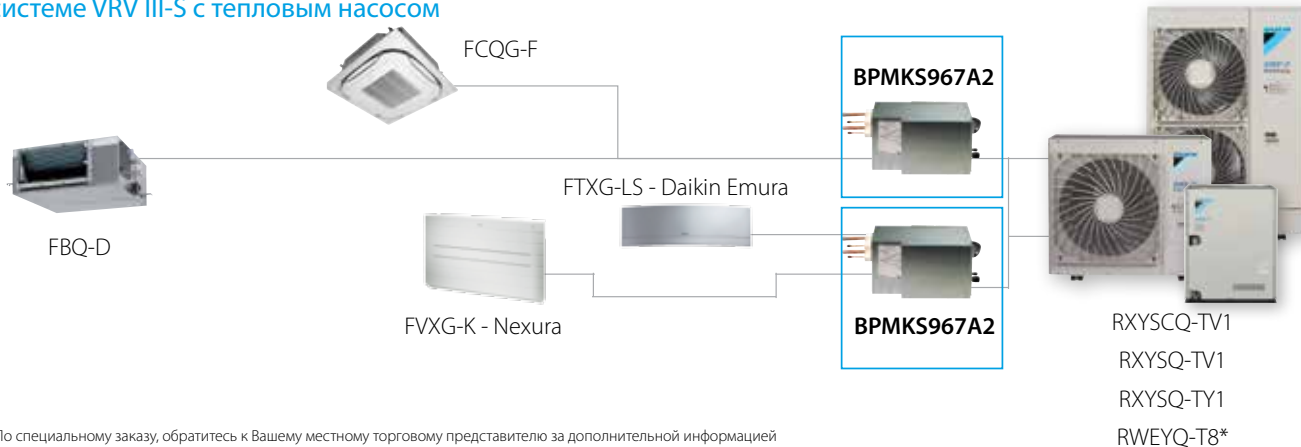 системе VRV III-S с тепловым насосом
FCQG-F
BPMKS967A2
FTXG-LS - Daikin Emura
FBQ-D
FVXG-K - Nexura
BPMKS967A2
RXYSCQ-TV1
RXYSQ-TV1
RXYSQ-TY1
RWEYQ-T8*
По специальному заказу, обратитесь к Вашему местному торговому представителю за дополнительной информацией